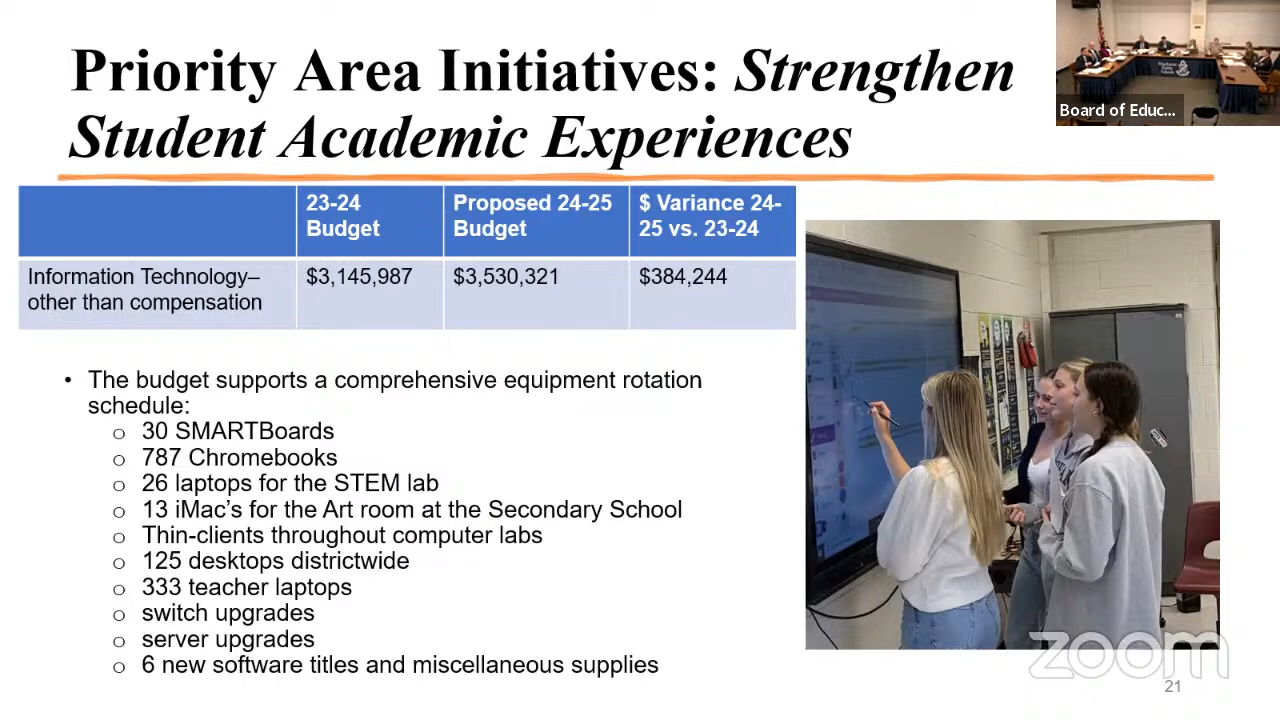 Priority Area Initiatives: Strengthen
Student Academic Experiences
Board of Educ...
23-24 Budget
Proposed 24-25 Budget
$ Variance 24-25 vs. 23-24
Information Technology–
other than compensation
$3,145,987
$3,530,321
$384,244
• The budget supports a comprehensive equipment rotation
schedule:
o 30 SMARTBoards
o 787 Chromebooks
o 26 laptops for the STEM lab
o 13 iMac's for the Art room at the Secondary School
o Thin-clients throughout computer labs
o 125 desktops districtwide
o 333 teacher laptops
o switch upgrades
o server upgrades
o 6 new software titles and miscellaneous supplies
zoom
21